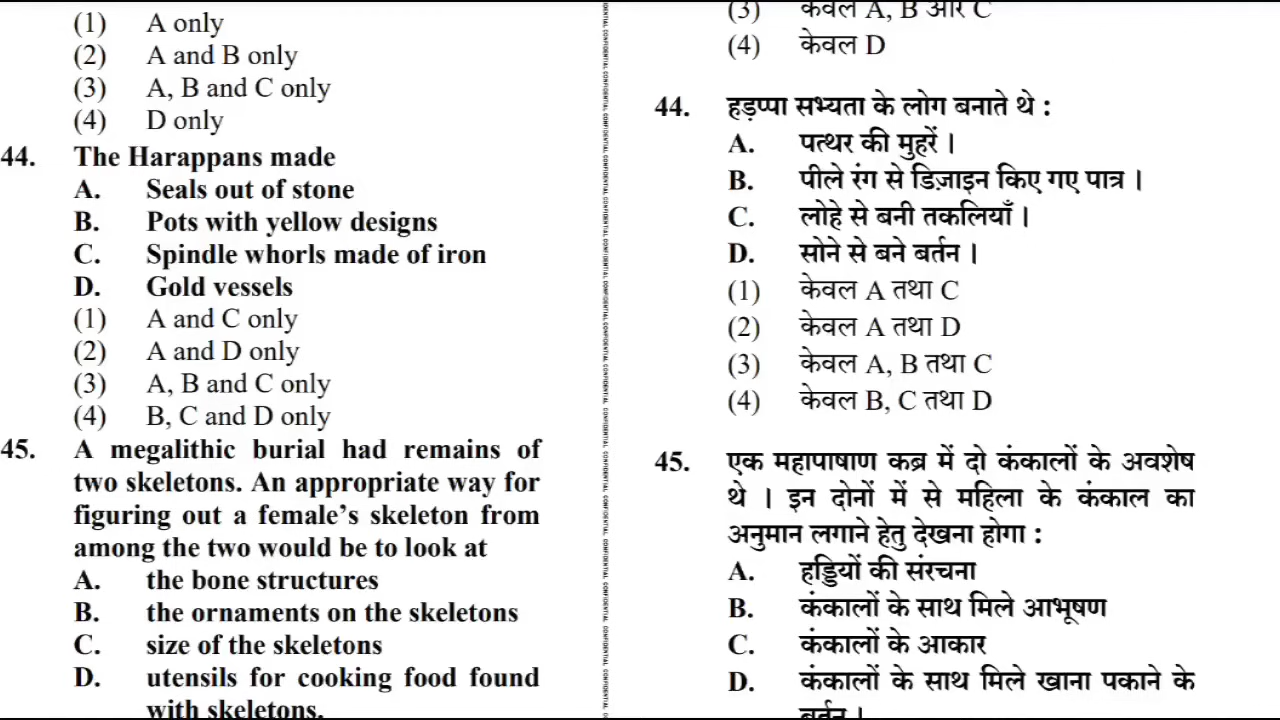 (1) A only
(2) A and B only
(3) A, B and C only
(4) D only
44. The Harappans made
A. Seals out of stone
B. Pots with yellow designs
C. Spindle whorls made of iron
D. Gold vessels
(1) A and C only
(2) A and D only
(3) A, B and C only
(4) B, C and D only
45. A megalithic burial had remains of
two skeletons. An appropriate way for
figuring out a female's skeleton from
among the two would be to look at
A. the bone structures
B. the ornaments on the skeletons
C. size of the skeletons
D. utensils for cooking food found
with skeletons.
(3) केवल A, B और C
(4) केवल D
44. हड़प्पा सभ्यता के लोग बनाते थे :
A. पत्थर की मुहरें ।
B. पीले रंग से डिज़ाइन किए गए पात्र ।
C. लोहे से बनी तकलियाँ ।
D. सोने से बने बर्तन ।
(1) केवल A तथा C
(2) केवल A तथा D
(3) केवल A, B तथा C
(4) केवल B, C तथा D
45. एक महापाषाण कब्र में दो कंकालों के अवशेष
थे । इन दोनों में से महिला के कंकाल का
अनुमान लगाने हेतु देखना होगा :
A. हड्डियों की संरचना
B. कंकालों के साथ मिले आभूषण
C. कंकालों के आकार
D. कंकालों के साथ मिले खाना पकाने के
बर्तन ।